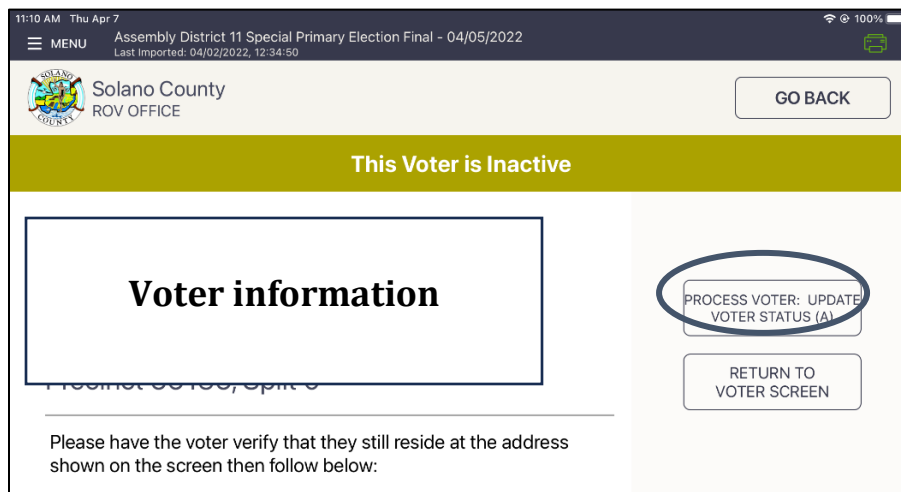 11:10 AM Thu Apr 7
100%
MENU
Assembly District 11 Special Primary Election Final - 04/05/2022
Last Imported: 04/02/2022, 12:34:50
SOLANO
COUNTY
Solano County
ROV OFFICE
GO BACK
This Voter is Inactive
Voter information
PROCESS VOTER: UPDATE
VOTER STATUS (A)
RETURN TO
VOTER SCREEN
Please have the voter verify that they still reside at the address
shown on the screen then follow below: